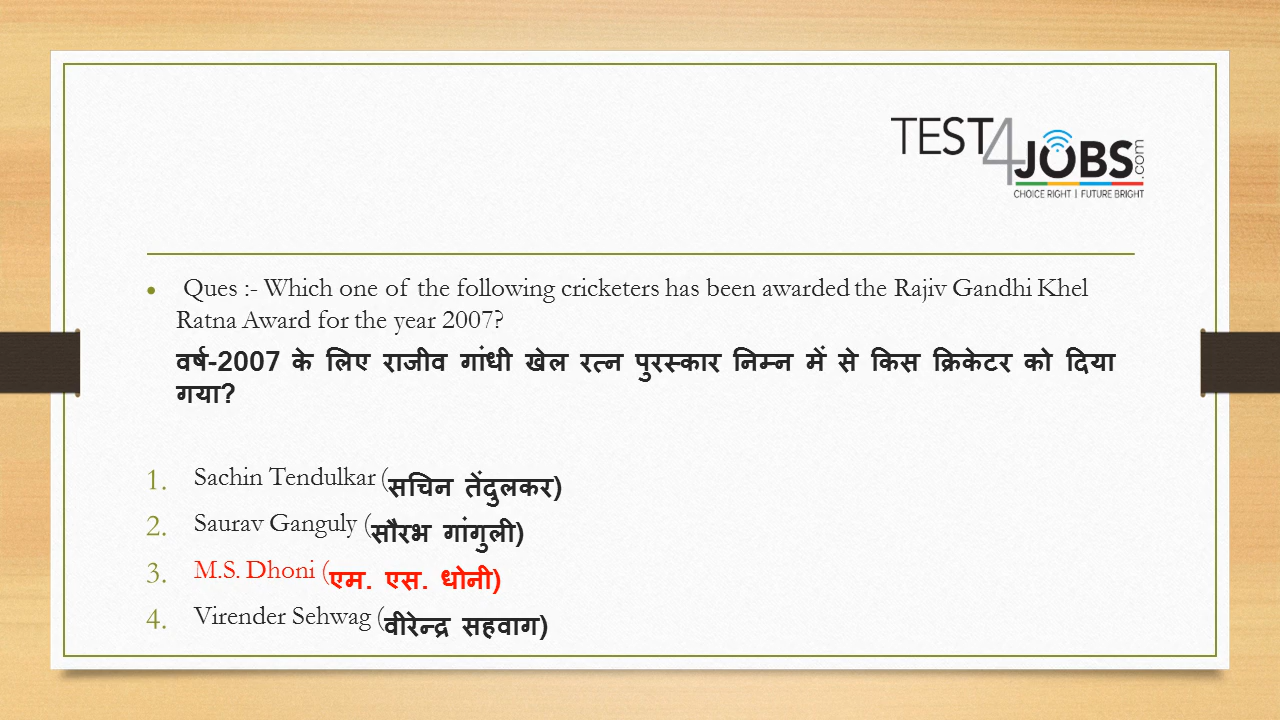 TEST4JOBS.com
CHOICE RIGHT | FUTURE BRIGHT
• Ques :- Which one of the following cricketers has been awarded the Rajiv Gandhi Khel
Ratna Award for the year 2007?
वर्ष-2007 के लिए राजीव गांधी खेल रत्न पुरस्कार निम्न में से किस क्रिकेटर को दिया
गया?
1. Sachin Tendulkar (सचिन तेंदुलकर)
2. Saurav Ganguly (सौरभ गांगुली)
3. M.S. Dhoni (एम. एस. धोनी)
4. Virender Sehwag (वीरेन्द्र सहवाग)